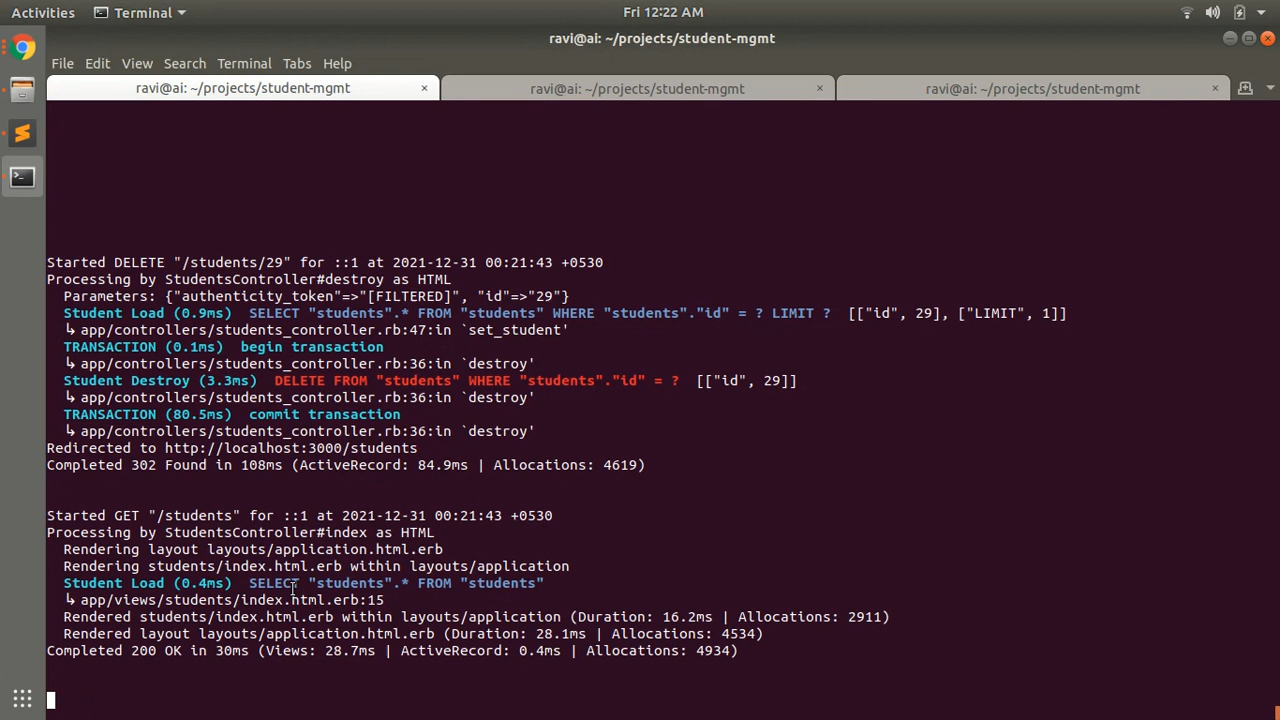 Activities Terminal Fri 12:22 AM
ravi@ai: ~/projects/student-mgmt
File Edit View Search Terminal Tabs Help
ravi@ai: ~/projects/student-mgmt × ravi@ai: ~/projects/student-mgmt × ravi@ai: ~/projects/student-mgmt ×
Started DELETE "/students/29" for ::1 at 2021-12-31 00:21:43 +0530
Processing by StudentsController#destroy as HTML
  Parameters: {"authenticity_token"=>"[FILTERED]", "id"=>"29"}
  Student Load (0.9ms)  SELECT "students".* FROM "students" WHERE "students"."id" = ? LIMIT ?  [["id", 29], ["LIMIT", 1]]
  ↳ app/controllers/students_controller.rb:47:in `set_student'
  TRANSACTION (0.1ms)  begin transaction
  ↳ app/controllers/students_controller.rb:36:in `destroy'
  Student Destroy (3.3ms)  DELETE FROM "students" WHERE "students"."id" = ?  [["id", 29]]
  ↳ app/controllers/students_controller.rb:36:in `destroy'
  TRANSACTION (80.5ms)  commit transaction
  ↳ app/controllers/students_controller.rb:36:in `destroy'
Redirected to http://localhost:3000/students
Completed 302 Found in 108ms (ActiveRecord: 84.9ms | Allocations: 4619)
Started GET "/students" for ::1 at 2021-12-31 00:21:43 +0530
Processing by StudentsController#index as HTML
  Rendering layout layouts/application.html.erb
  Rendering students/index.html.erb within layouts/application
  Student Load (0.4ms)  SELECT "students".* FROM "students"
  ↳ app/views/students/index.html.erb:15
  Rendered students/index.html.erb within layouts/application (Duration: 16.2ms | Allocations: 2911)
  Rendered layout layouts/application.html.erb (Duration: 28.1ms | Allocations: 4534)
Completed 200 OK in 30ms (Views: 28.7ms | ActiveRecord: 0.4ms | Allocations: 4934)